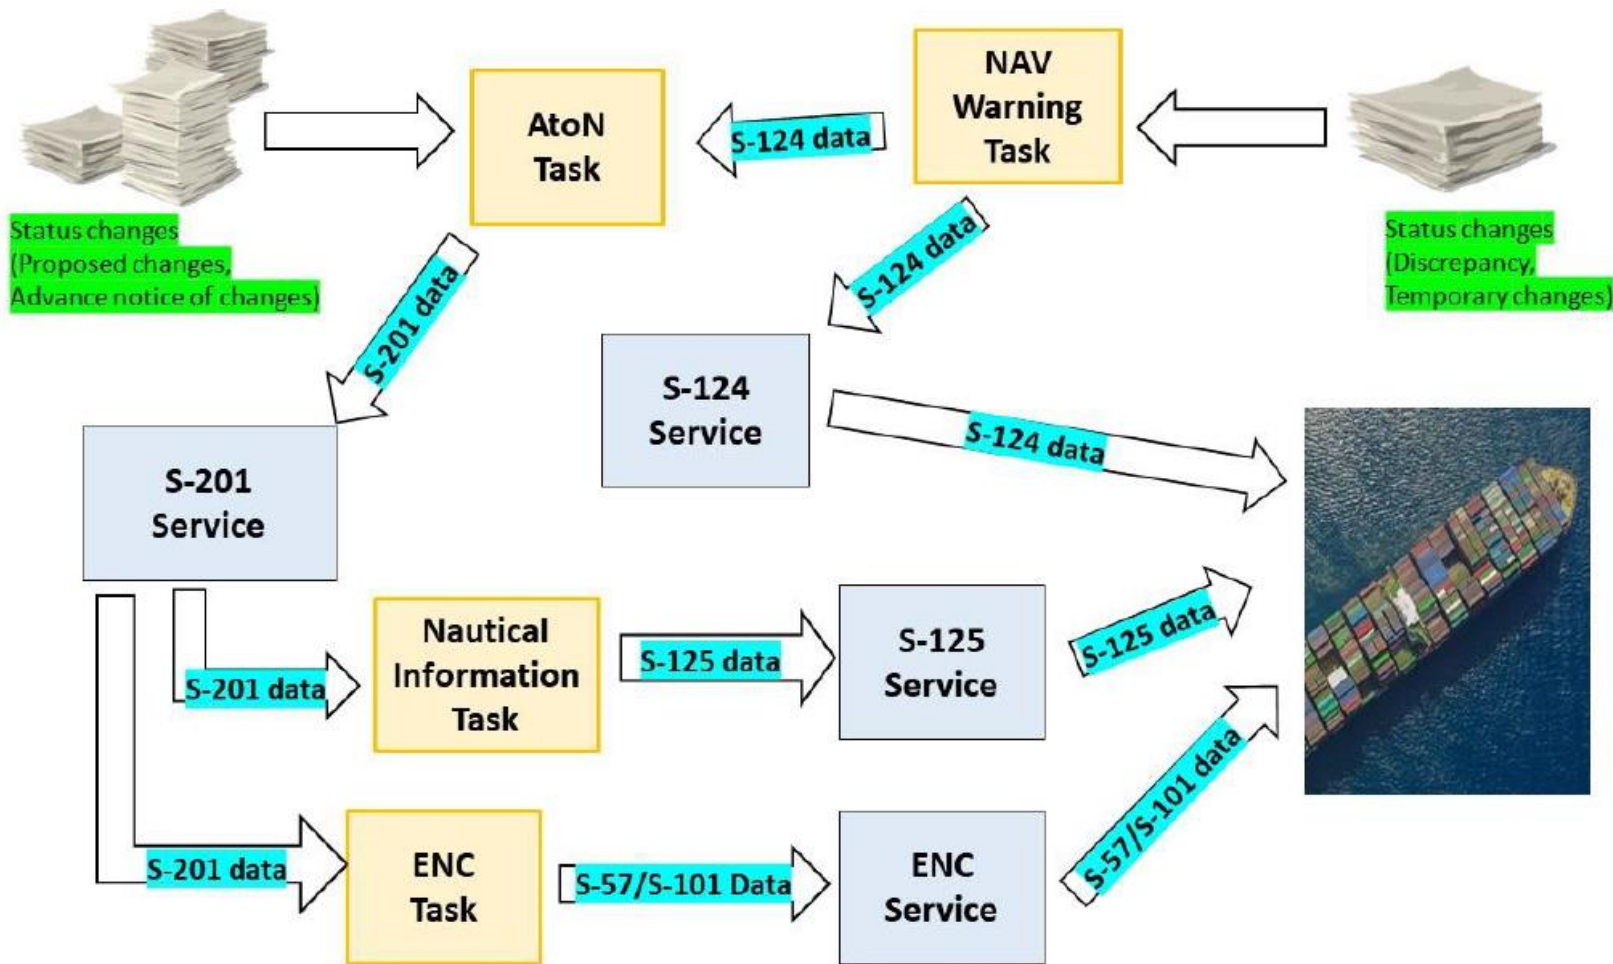 NAV
Warning
Task
AtoN
Task
S-124 data
Status changes
(Proposed changes,
Advance notice of changes)
Status changes
(Discrepancy,
Temporary changes)
S-201 data
S-124 data
S-124
Service
S-124 data
S-201
Service
Nautical
Information
Task
S-201 data
S-125 data
S-125
Service
S-125 data
ENC
Task
S-201 data
S-57/S-101 Data
ENC
Service
S-57/S-101 data